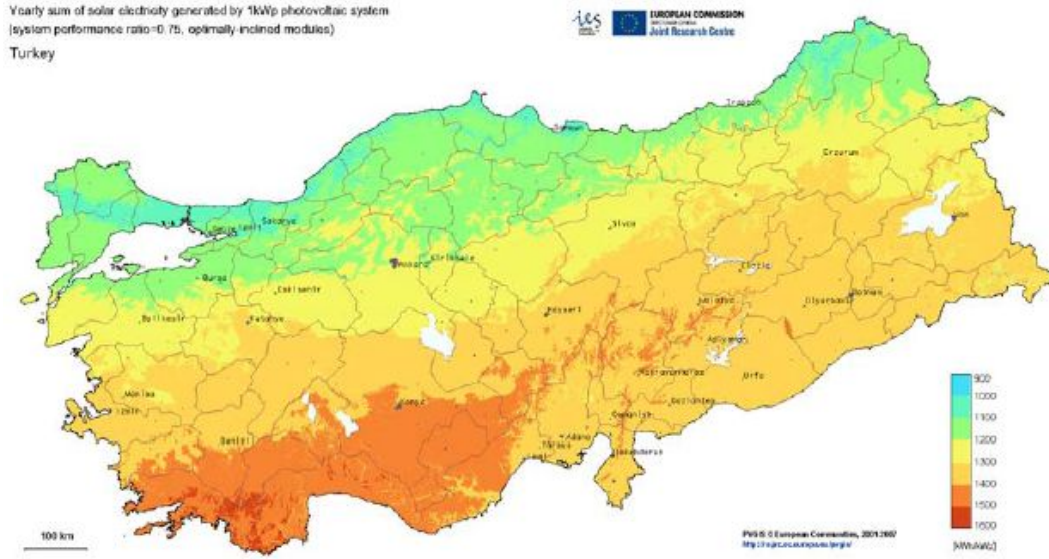 Yearly sum of solar electricity generated by 1kWp photovoltaic system
(system performance ratio=0.75, optimally-inclined modules)
Turkey
ies
EUROPEAN COMMISSION
Joint Research Centre
Trabzon
Samsun
Erzurum
Sakarya
Izmit
Sivas
Van
Ankara
Kirikkale
Bursa
Elazig
Eskisehir
Batman
Diyarbakir
Malatya
Kayseri
Balikesir
Kutahya
Adiyaman
Kahramanmaras
Urfa
Manisa
Izmir
Konya
Gaziantep
Osmaniye
Denizli
Adana
Tarsus
Iskenderun
900
1000
1100
1200
1300
1400
1500
1600
[kWh/kWp]
100 km
PVGIS © European Communities, 2001-2007
http://re.jrc.ec.europa.eu/pvgis/